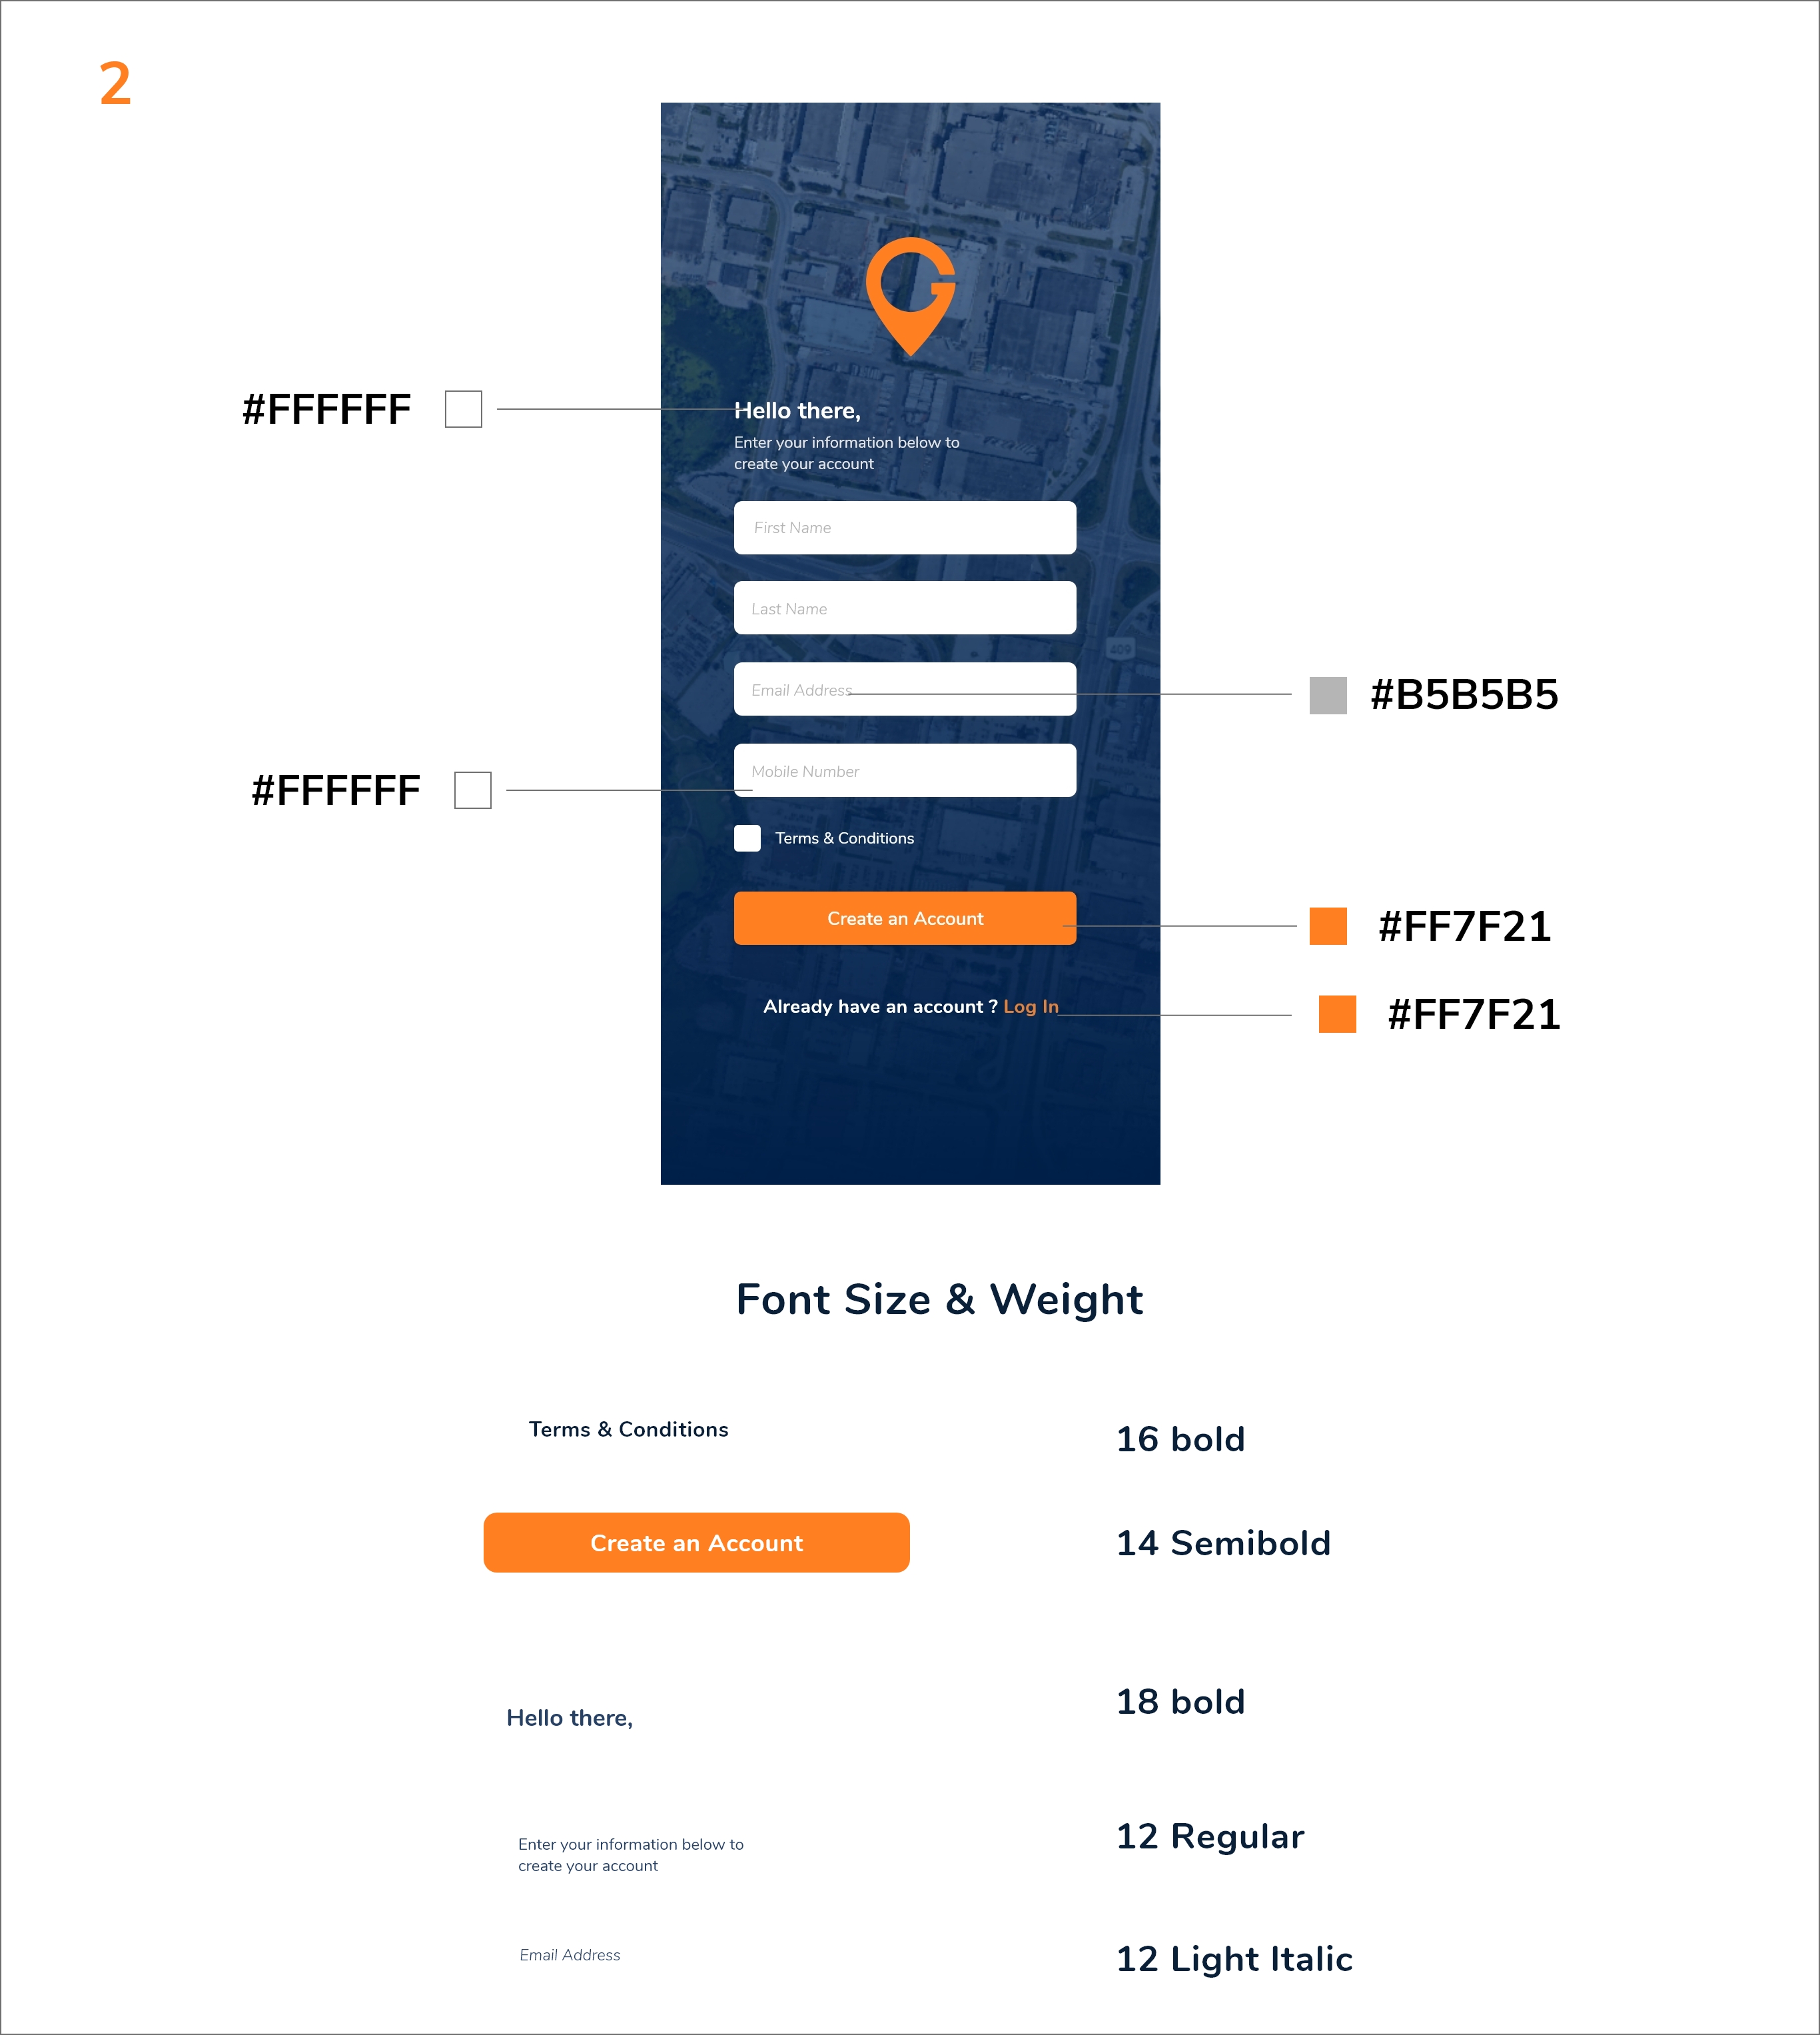 2
#FFFFFF
Hello there,
Enter your information below to
create your account
First Name
Last Name
409
Email Address
#B5B5B5
Mobile Number
#FFFFFF
Terms & Conditions
Create an Account
#FF7F21
Already have an account ? Log In
#FF7F21
Font Size & Weight
Terms & Conditions
16 bold
Create an Account
14 Semibold
Hello there,
18 bold
Enter your information below to
create your account
12 Regular
Email Address
12 Light Italic